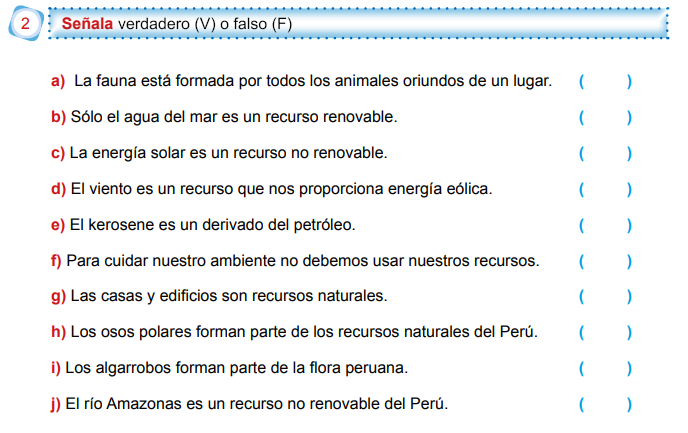 2 Señala verdadero (V) o falso (F)
a) La fauna está formada por todos los animales oriundos de un lugar. ( )
b) Sólo el agua del mar es un recurso renovable. ( )
c) La energía solar es un recurso no renovable. ( )
d) El viento es un recurso que nos proporciona energía eólica. ( )
e) El kerosene es un derivado del petróleo. ( )
f) Para cuidar nuestro ambiente no debemos usar nuestros recursos. ( )
g) Las casas y edificios son recursos naturales. ( )
h) Los osos polares forman parte de los recursos naturales del Perú. ( )
i) Los algarrobos forman parte de la flora peruana. ( )
j) El río Amazonas es un recurso no renovable del Perú. ( )